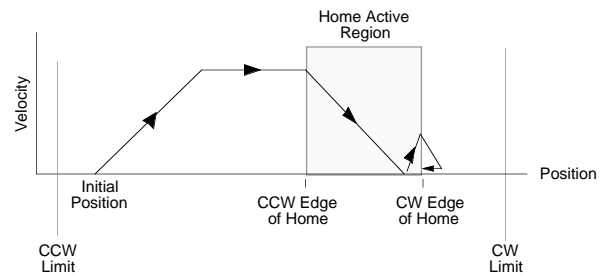 Home Active
Region
Velocity
Position
Initial
Position
CCW Edge
of Home
CW Edge
of Home
CCW
Limit
CW
Limit